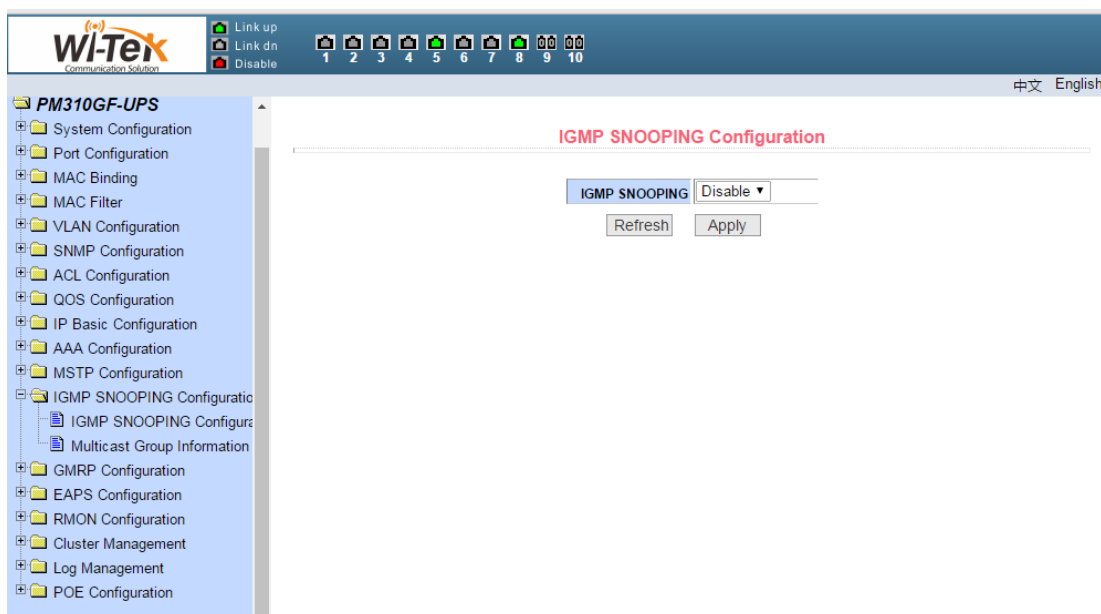 WI-TEK
Communication Solution
Link up
Link dn
Disable
1 2 3 4 5 6 7 8 9 10
中文 English
PM310GF-UPS
System Configuration
Port Configuration
MAC Binding
MAC Filter
VLAN Configuration
SNMP Configuration
ACL Configuration
QOS Configuration
IP Basic Configuration
AAA Configuration
MSTP Configuration
IGMP SNOOPING Configuratio
IGMP SNOOPING Configura
Multicast Group Information
GMRP Configuration
EAPS Configuration
RMON Configuration
Cluster Management
Log Management
POE Configuration
IGMP SNOOPING Configuration
IGMP SNOOPING Disable
Refresh Apply